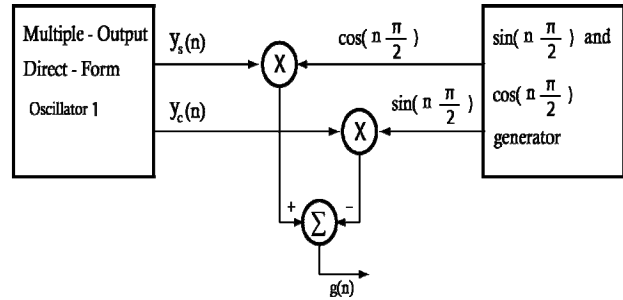 Multiple - Output
Direct - Form
Oscillator 1
y_s(n)
y_c(n)
X
X
cos( n π/2 )
sin( n π/2 )
sin( n π/2 ) and
cos( n π/2 )
generator
+
−
Σ
g(n)